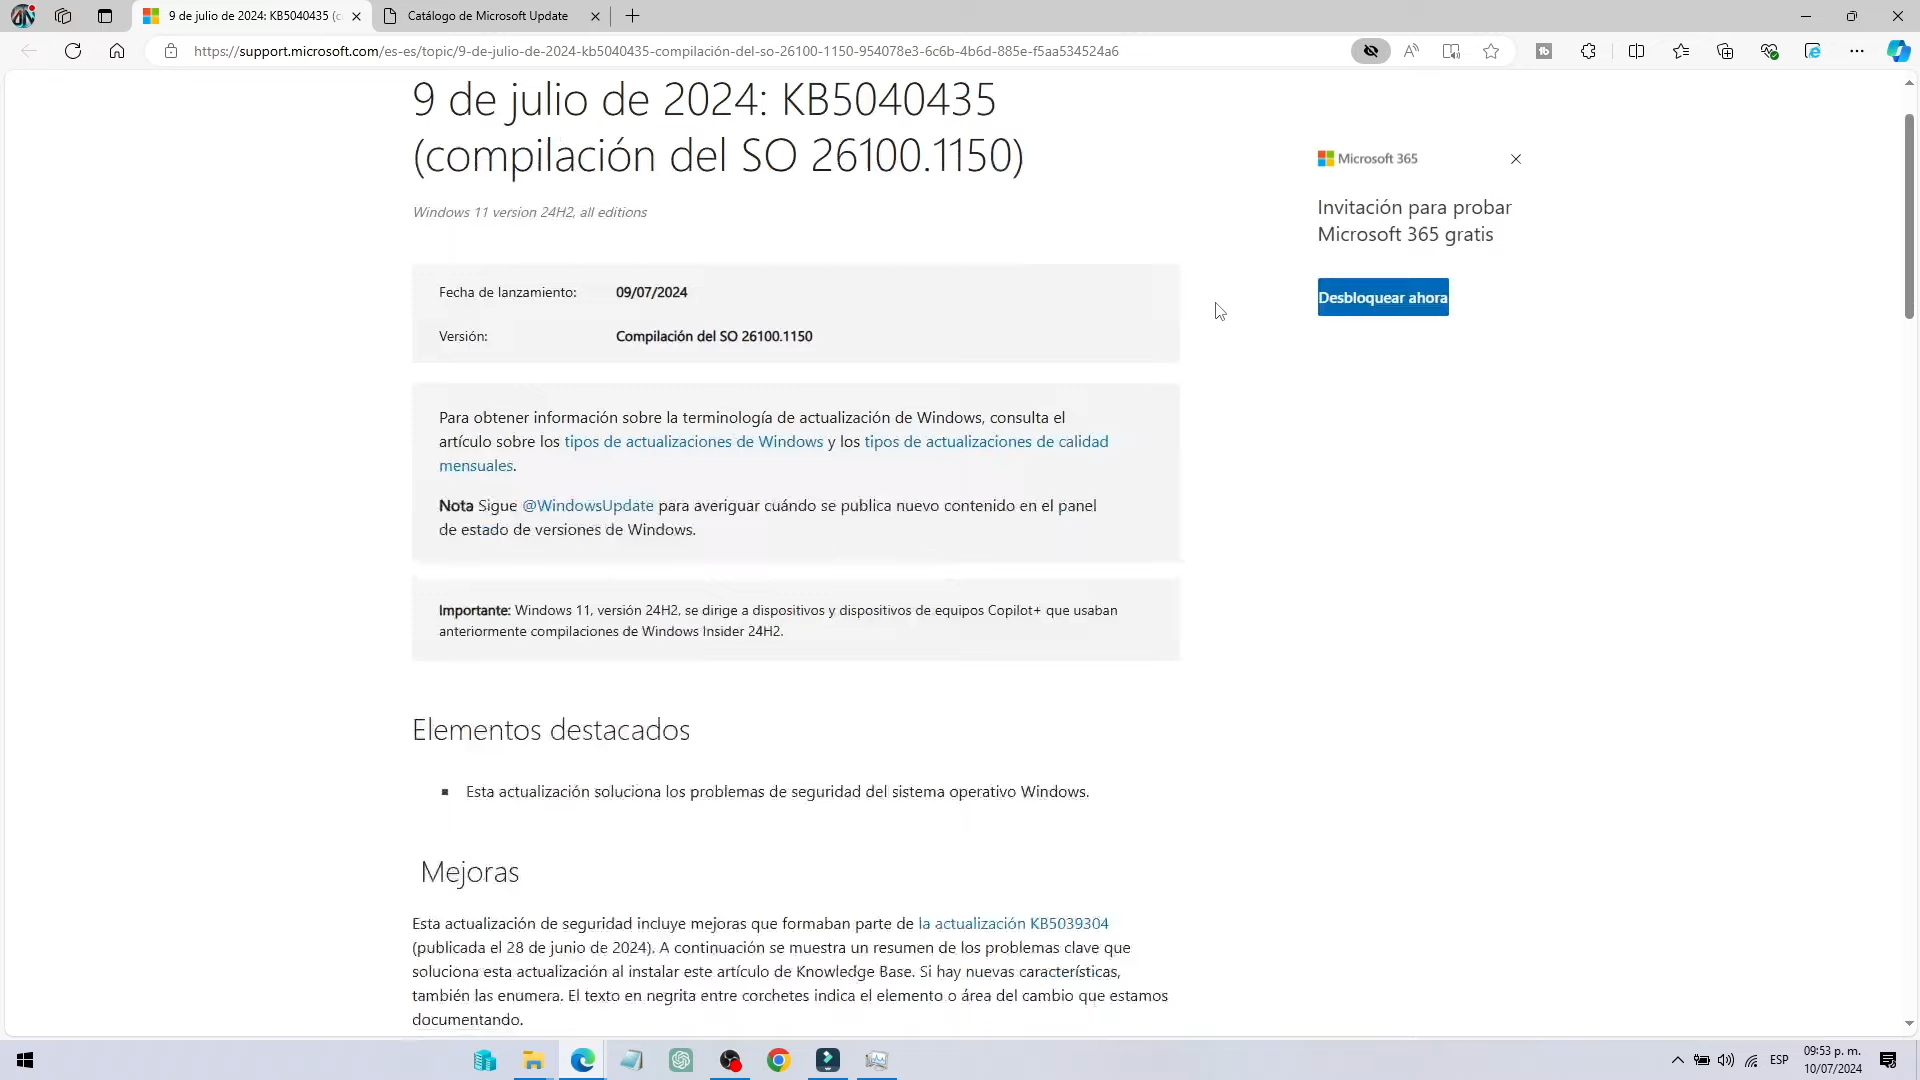 9 de julio de 2024: KB5040435 (c
Catálogo de Microsoft Update
https://support.microsoft.com/es-es/topic/9-de-julio-de-2024-kb5040435-compilación-del-so-26100-1150-954078e3-6c6b-4b6d-885e-f5aa534524a6
9 de julio de 2024: KB5040435
(compilación del SO 26100.1150)
Windows 11 version 24H2, all editions
Fecha de lanzamiento: 09/07/2024
Versión: Compilación del SO 26100.1150
Para obtener información sobre la terminología de actualización de Windows, consulta el
artículo sobre los tipos de actualizaciones de Windows y los tipos de actualizaciones de calidad
mensuales.
Nota Sigue @WindowsUpdate para averiguar cuándo se publica nuevo contenido en el panel
de estado de versiones de Windows.
Importante: Windows 11, versión 24H2, se dirige a dispositivos y dispositivos de equipos Copilot+ que usaban
anteriormente compilaciones de Windows Insider 24H2.
Elementos destacados
Esta actualización soluciona los problemas de seguridad del sistema operativo Windows.
Mejoras
Esta actualización de seguridad incluye mejoras que formaban parte de la actualización KB5039304
(publicada el 28 de junio de 2024). A continuación se muestra un resumen de los problemas clave que
soluciona esta actualización al instalar este artículo de Knowledge Base. Si hay nuevas características,
también las enumera. El texto en negrita entre corchetes indica el elemento o área del cambio que estamos
documentando.
Microsoft 365
Invitación para probar
Microsoft 365 gratis
Desbloquear ahora
ESP
09:53 p. m.
10/07/2024